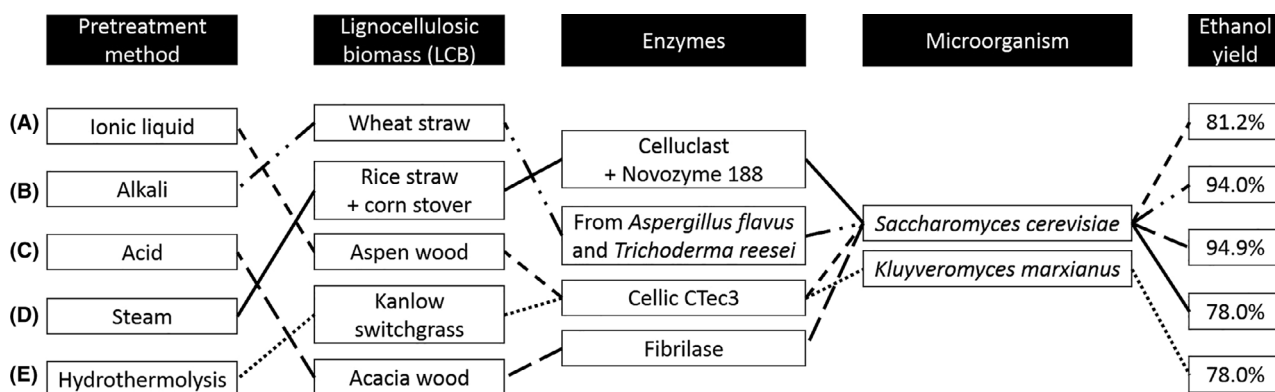 Pretreatment
method
Lignocellulosic
biomass (LCB)
Enzymes
Microorganism
Ethanol
yield
(A)
Ionic liquid
Wheat straw
81.2%
Celluclast
+ Novozyme 188
(B)
Alkali
Rice straw
+ corn stover
94.0%
From Aspergillus flavus
and Trichoderma reesei
Saccharomyces cerevisiae
(C)
Acid
Aspen wood
94.9%
Kluyveromyces marxianus
(D)
Steam
Kanlow
switchgrass
Cellic CTec3
78.0%
Fibrilase
(E)
Hydrothermolysis
Acacia wood
78.0%